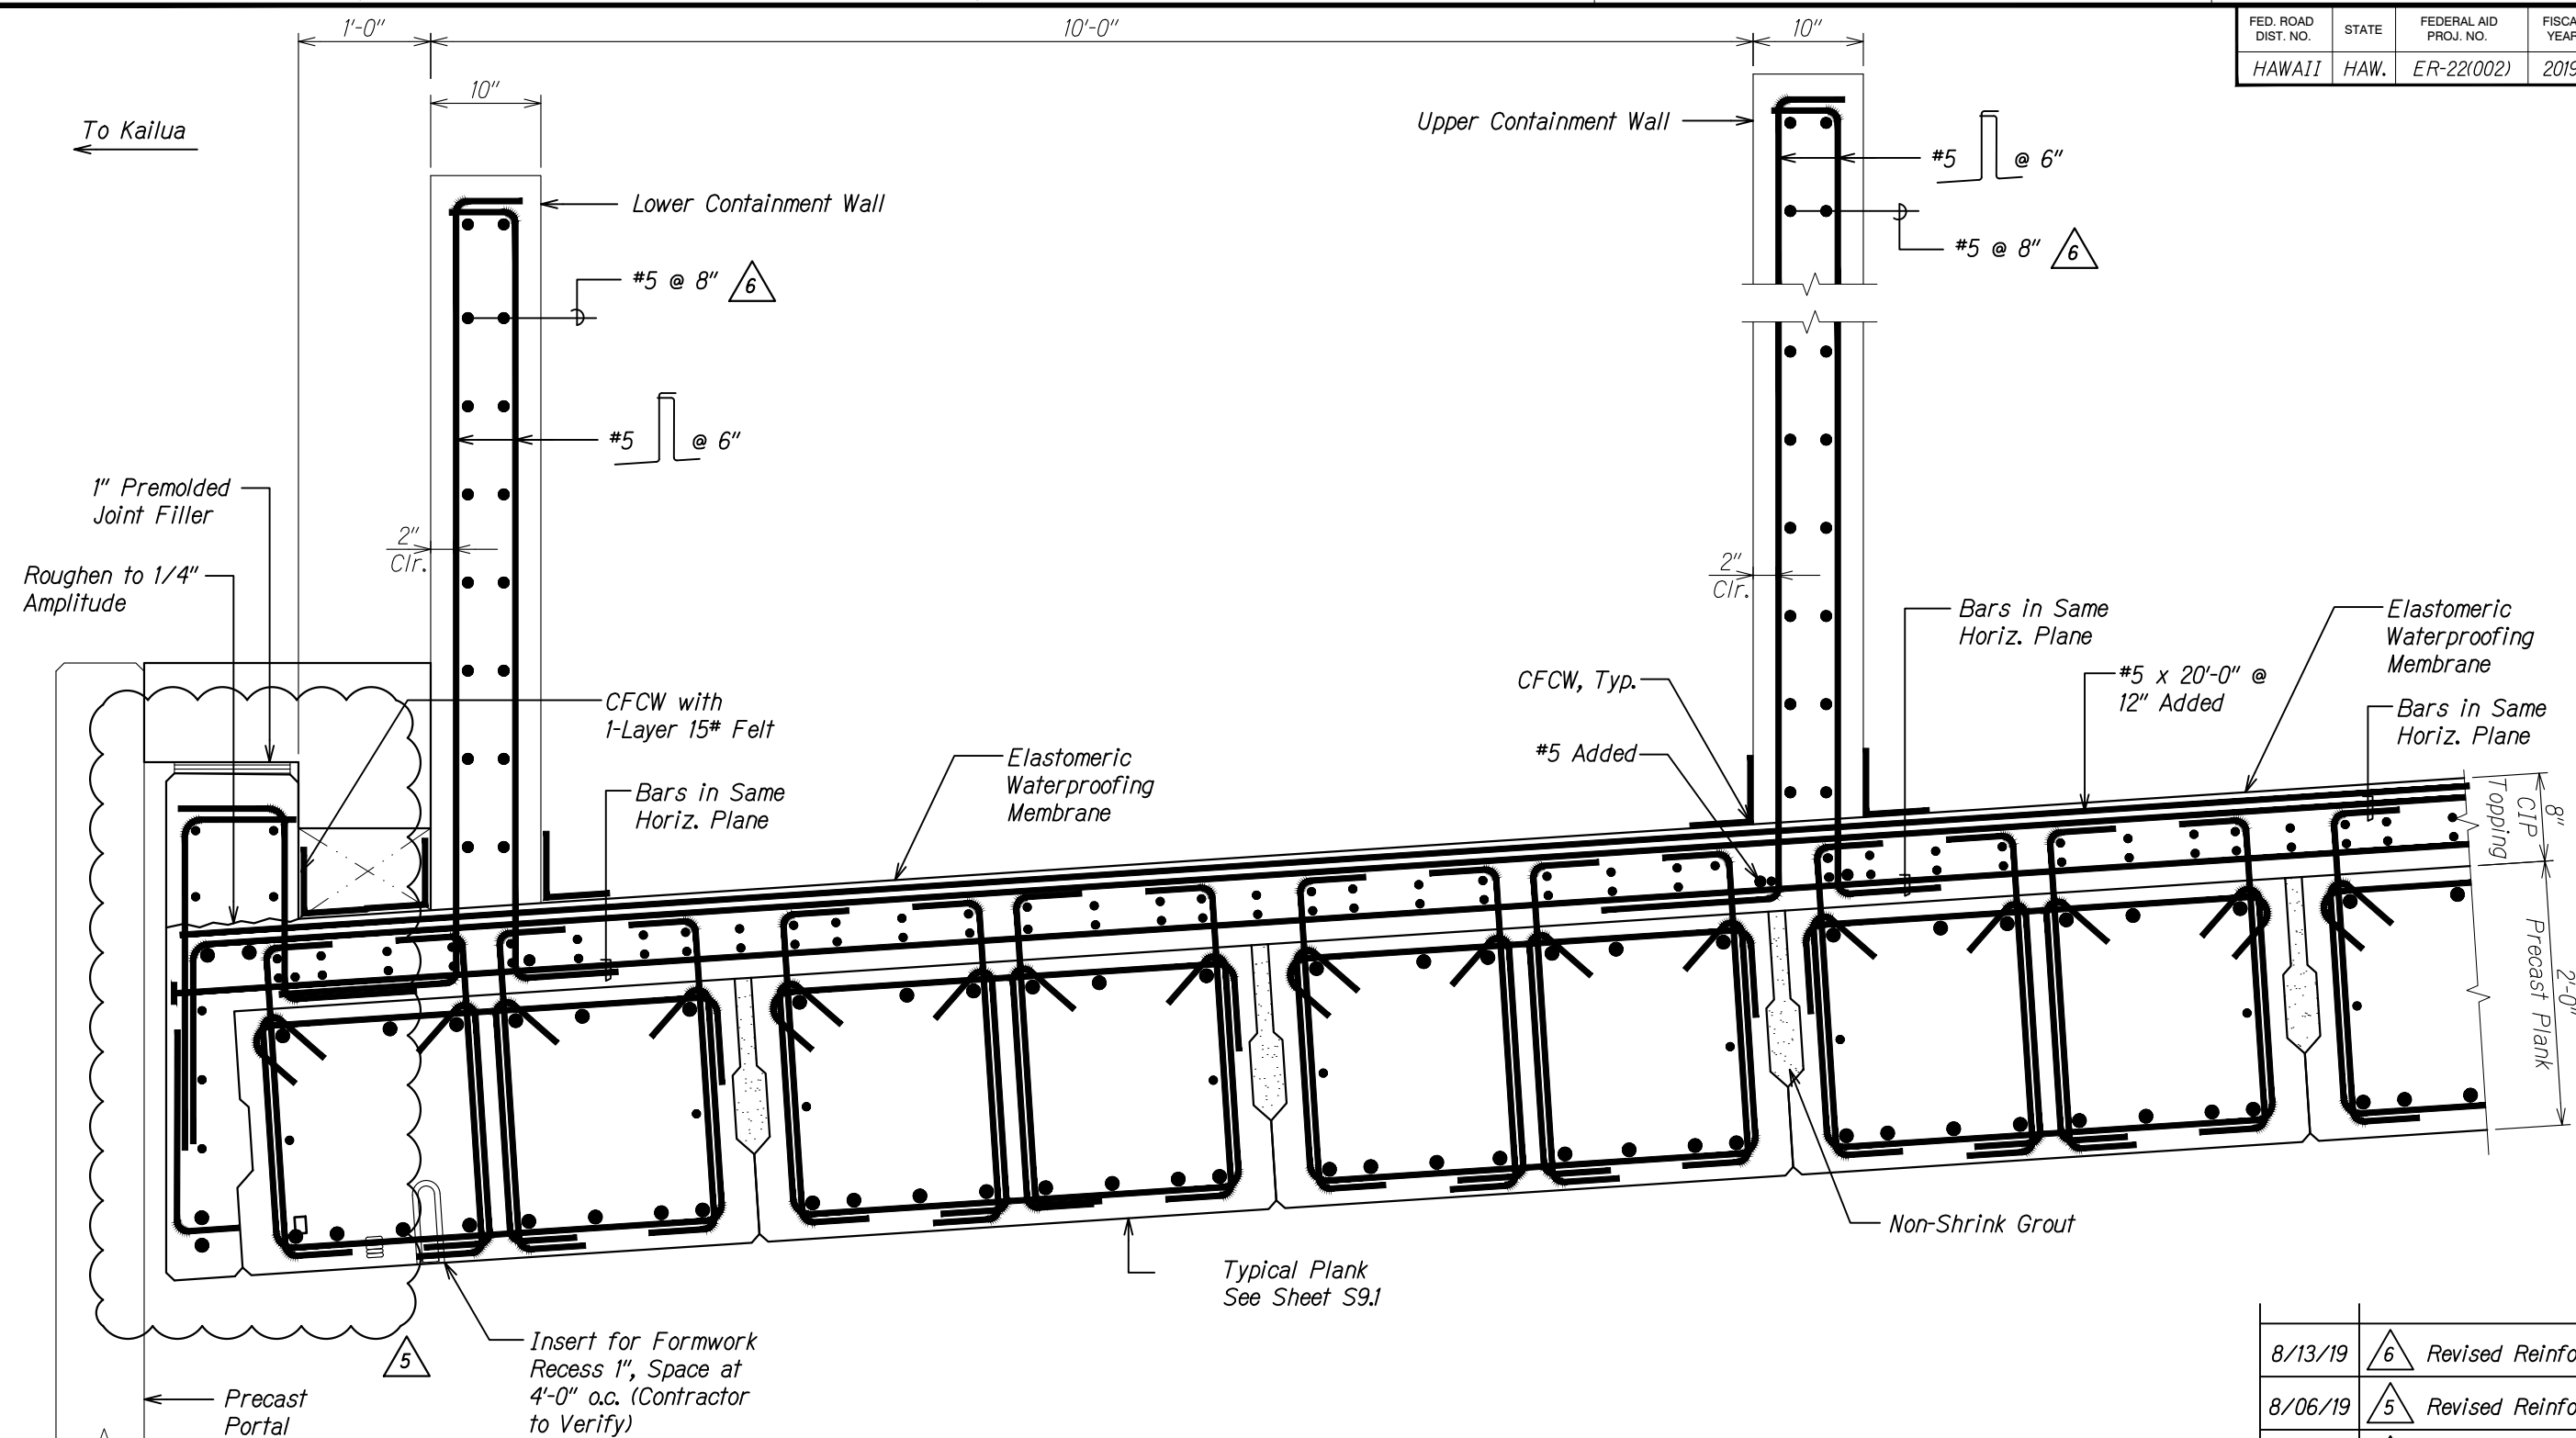 1'-0"
10'-0"
10"
FED. ROAD DIST. NO.
STATE
FEDERAL AID PROJ. NO.
HAWAII
HAW.
ER-22(002)
2019
To Kailua
10"
Lower Containment Wall
#5 @ 8" 6
#5 @ 6"
Upper Containment Wall
#5 @ 6"
#5 @ 8" 6
1" Premolded
Joint Filler
2"
Clr.
Roughen to 1/4"
Amplitude
CFCW with
1-Layer 15# Felt
Bars in Same
Horiz. Plane
Elastomeric
Waterproofing
Membrane
2"
Clr.
CFCW, Typ.
#5 Added
Bars in Same
Horiz. Plane
#5 x 20'-0" @
12" Added
Elastomeric
Waterproofing
Membrane
Bars in Same
Horiz. Plane
8"
CIP
Topping
2'-0"
Precast Plank
Non-Shrink Grout
Typical Plank
See Sheet S9.1
5
Insert for Formwork
Recess 1", Space at
4'-0" o.c. (Contractor
to Verify)
Precast
Portal
8/13/19 6 Revised
8/06/19 5 Revised